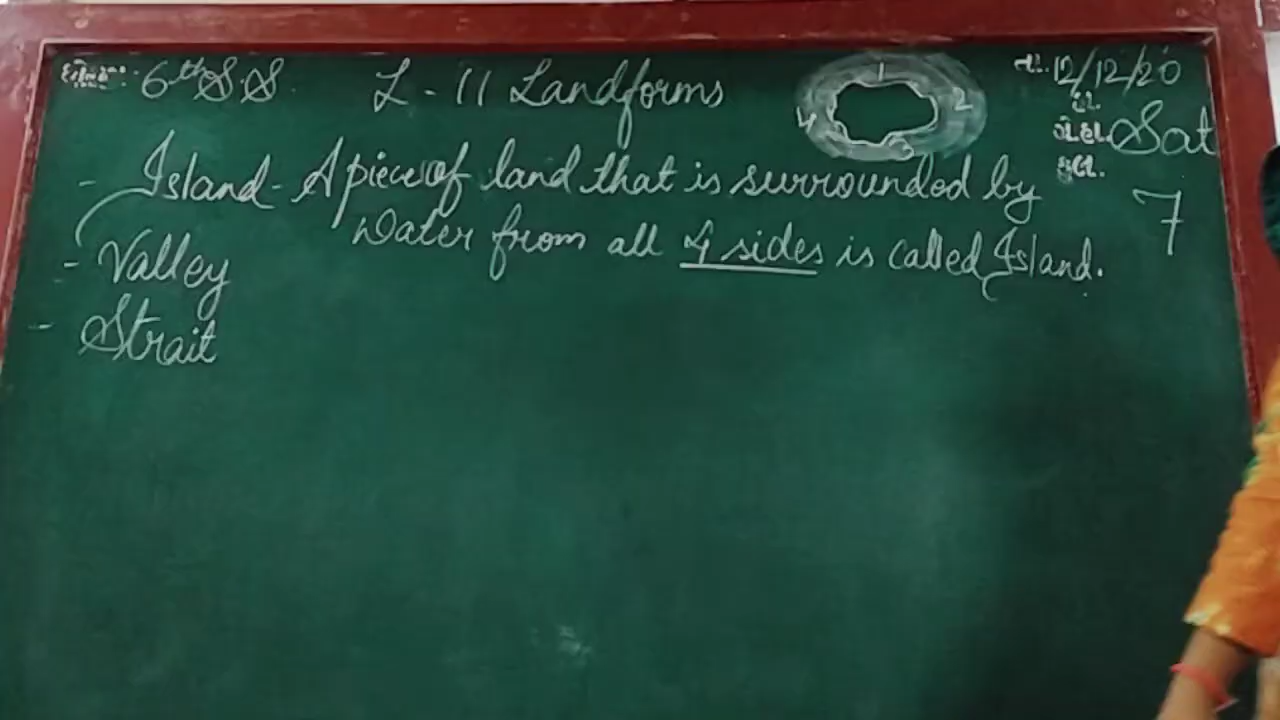 6th S.S. L - 11 Landforms
1
2
4
તા. 12/12/20
Sat
7
- Island - A piece of land that is surrounded by
Water from all 4 sides is called Island.
- Valley
- Strait